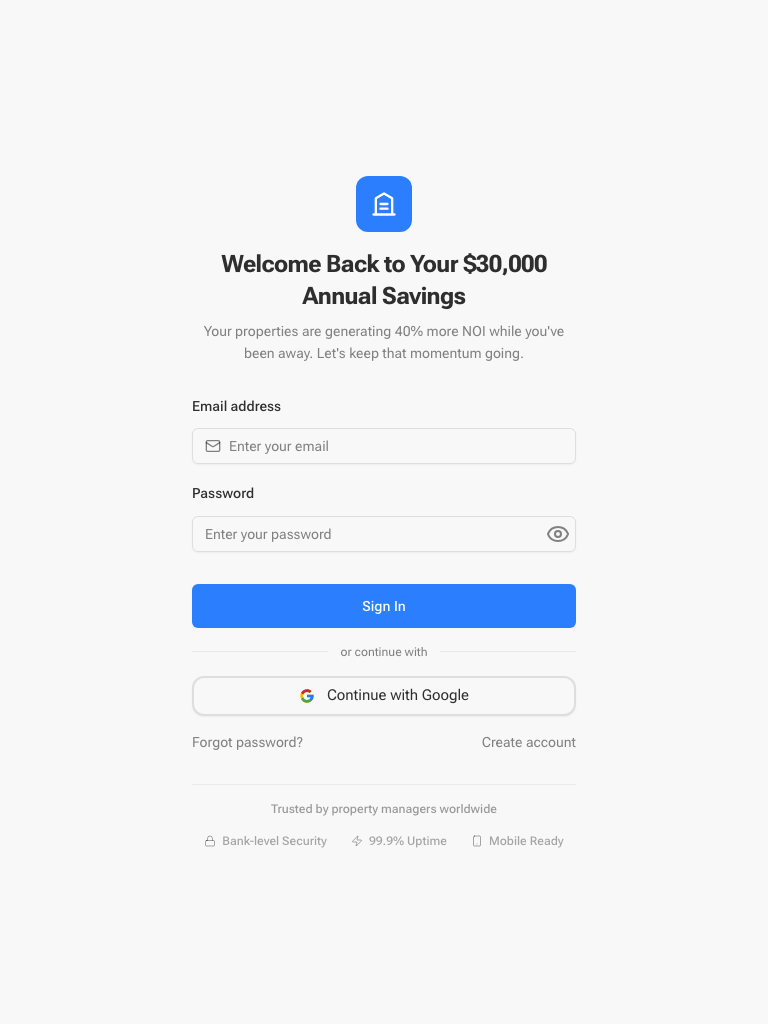 Welcome Back to Your $30,000
Annual Savings
Your properties are generating 40% more NOI while you've
been away. Let's keep that momentum going.
Email address
Enter your email
Password
Enter your password
Sign In
or continue with
Continue with Google
Forgot password?
Create account
Trusted by property managers worldwide
Bank-level Security
99.9% Uptime
Mobile Ready